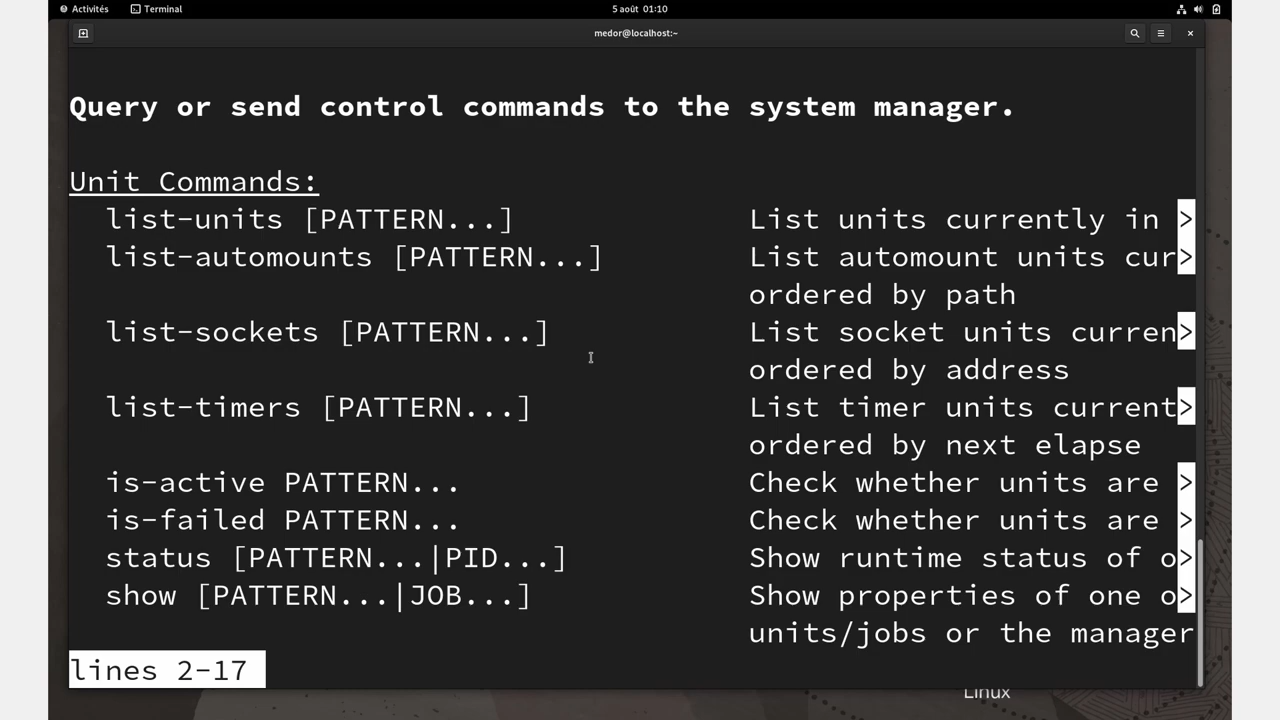 Activités Terminal 5 août 01:10
medor@localhost:~
Query or send control commands to the system manager.
Unit Commands:
list-units [PATTERN...] List units currently in >
list-automounts [PATTERN...] List automount units cur>
ordered by path
list-sockets [PATTERN...] List socket units curren>
ordered by address
list-timers [PATTERN...] List timer units current>
ordered by next elapse
is-active PATTERN... Check whether units are >
is-failed PATTERN... Check whether units are >
status [PATTERN...|PID...] Show runtime status of o>
show [PATTERN...|JOB...] Show properties of one o>
units/jobs or the manager
lines 2-17
Linux